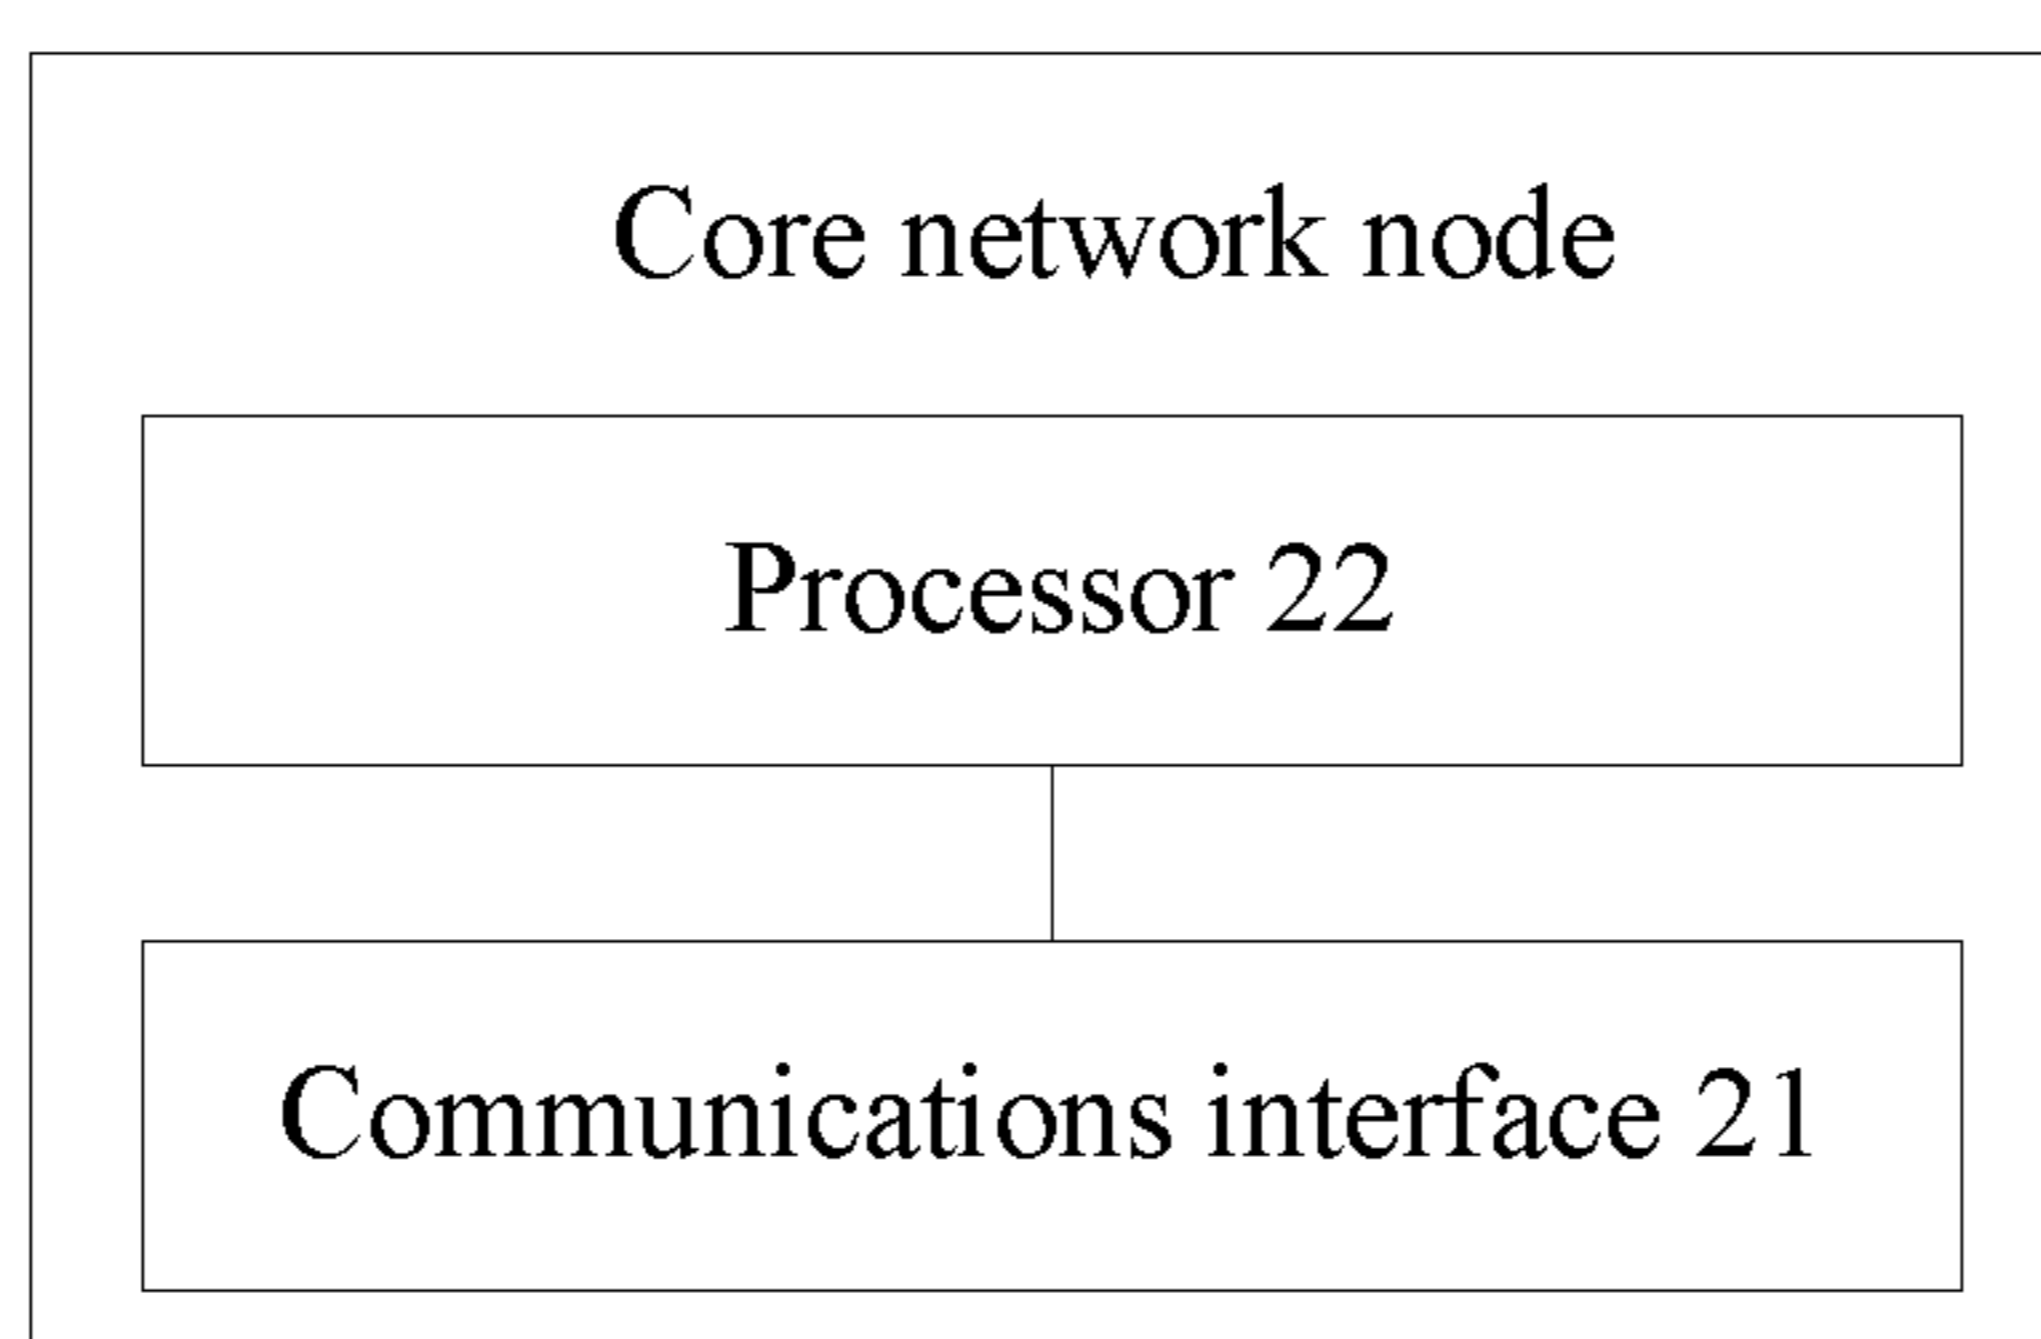 Core network node
Processor 22
Communications interface 21